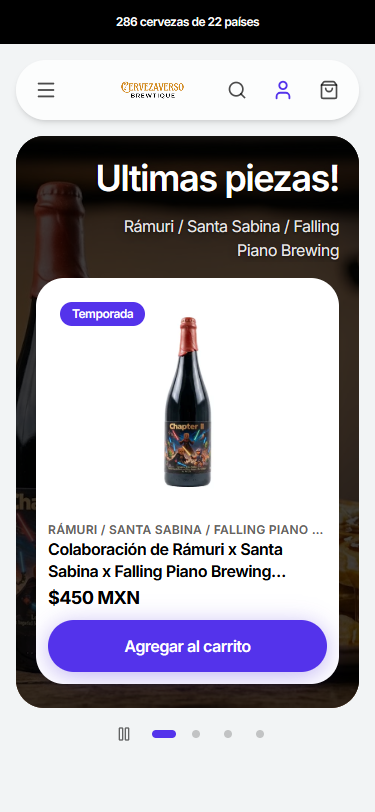 286 cervezas de 22 países
CERVEZAVERSO
BREWTIQUE
Ultimas piezas!
Rámuri / Santa Sabina / Falling
Piano Brewing
Temporada
Chapter II
RÁMURI / SANTA SABINA / FALLING PIANO ...
Colaboración de Rámuri x Santa
Sabina x Falling Piano Brewing...
$450 MXN
Agregar al carrito